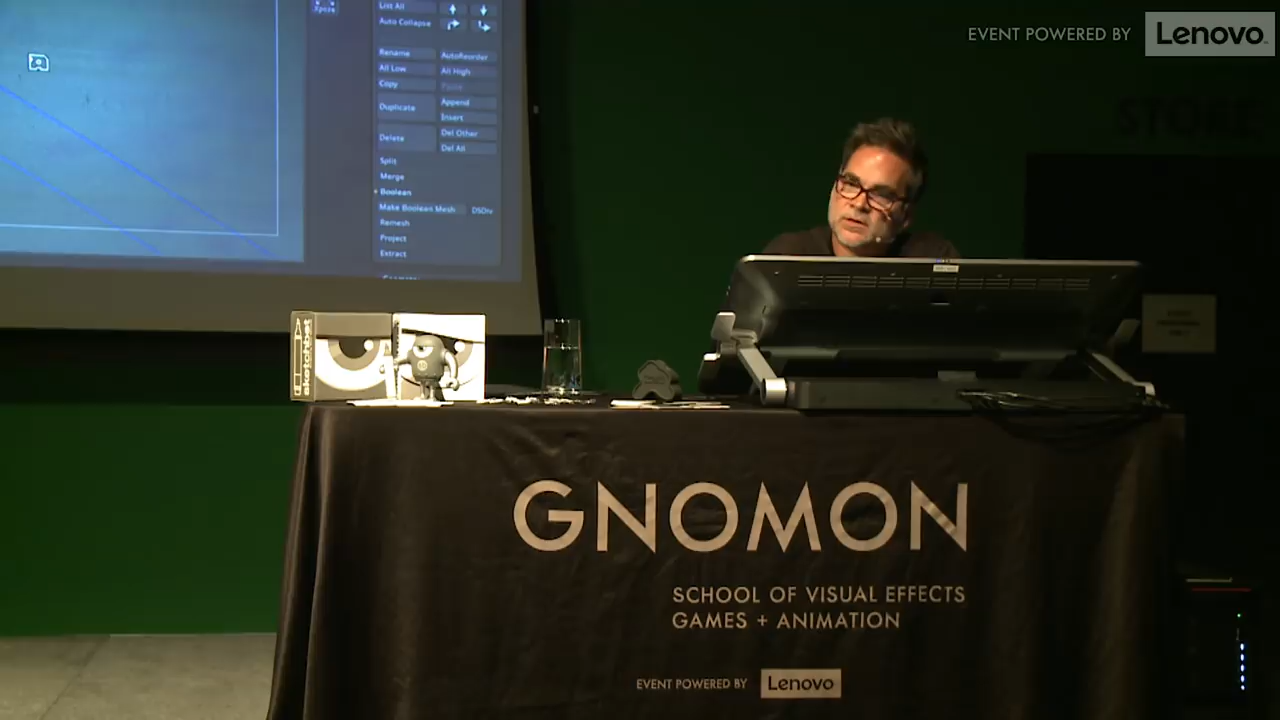 EVENT POWERED BY Lenovo
List All
Auto Collapse
Rename AutoReorder
All Low All High
Copy Paste
Duplicate Append
Insert
Delete Del Other
Del All
Split
Merge
Boolean
Make Boolean Mesh DSDiv
Remesh
Project
Extract
sketchbot
GNOMON
SCHOOL OF VISUAL EFFECTS
GAMES + ANIMATION
EVENT POWERED BY Lenovo